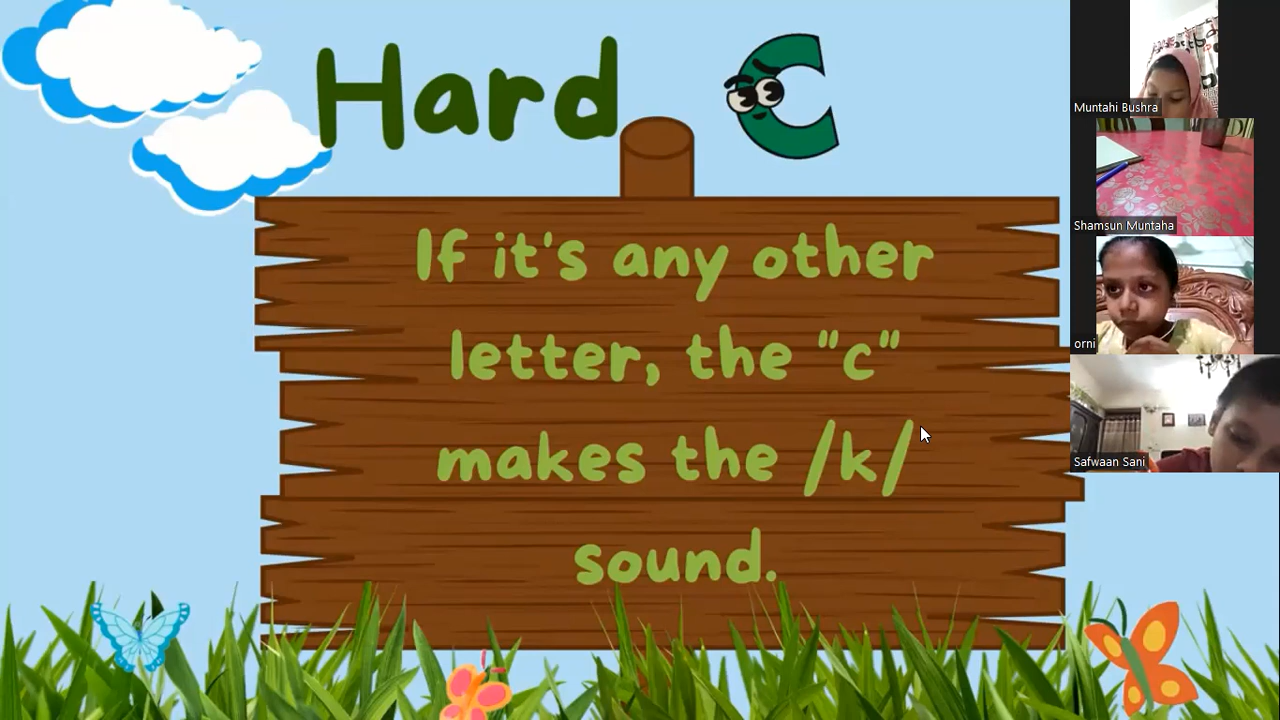 Hard C
If it's any other
letter, the "c"
makes the /k/
sound.
Muntahi Bushra
Shamsun Muntaha
orni
Safwaan Sani